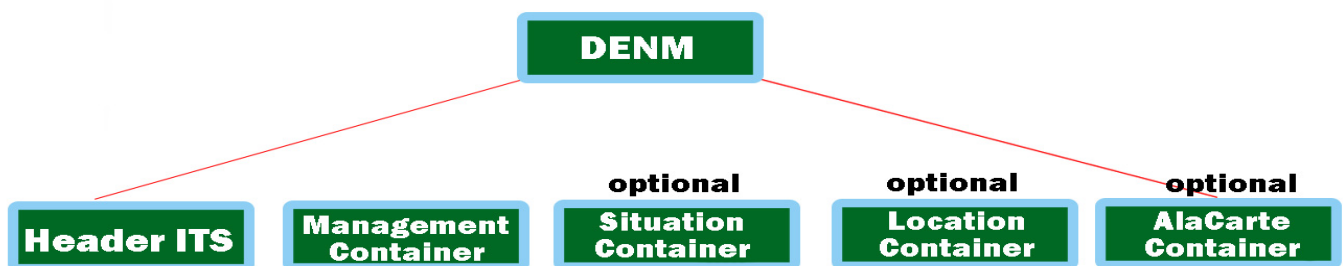 DENM
optional
optional
optional
Header ITS
Management
Container
Situation
Container
Location
Container
AlaCarte
Container